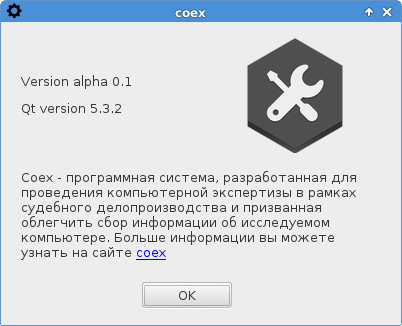 coex
Version alpha 0.1
Qt version 5.3.2
Coex - программная система, разработанная для
проведения компьютерной экспертизы в рамках
судебного делопроизводства и призванная
облегчить сбор информации об исследуемом
компьютере. Больше информации вы можете
узнать на сайте coex
OK